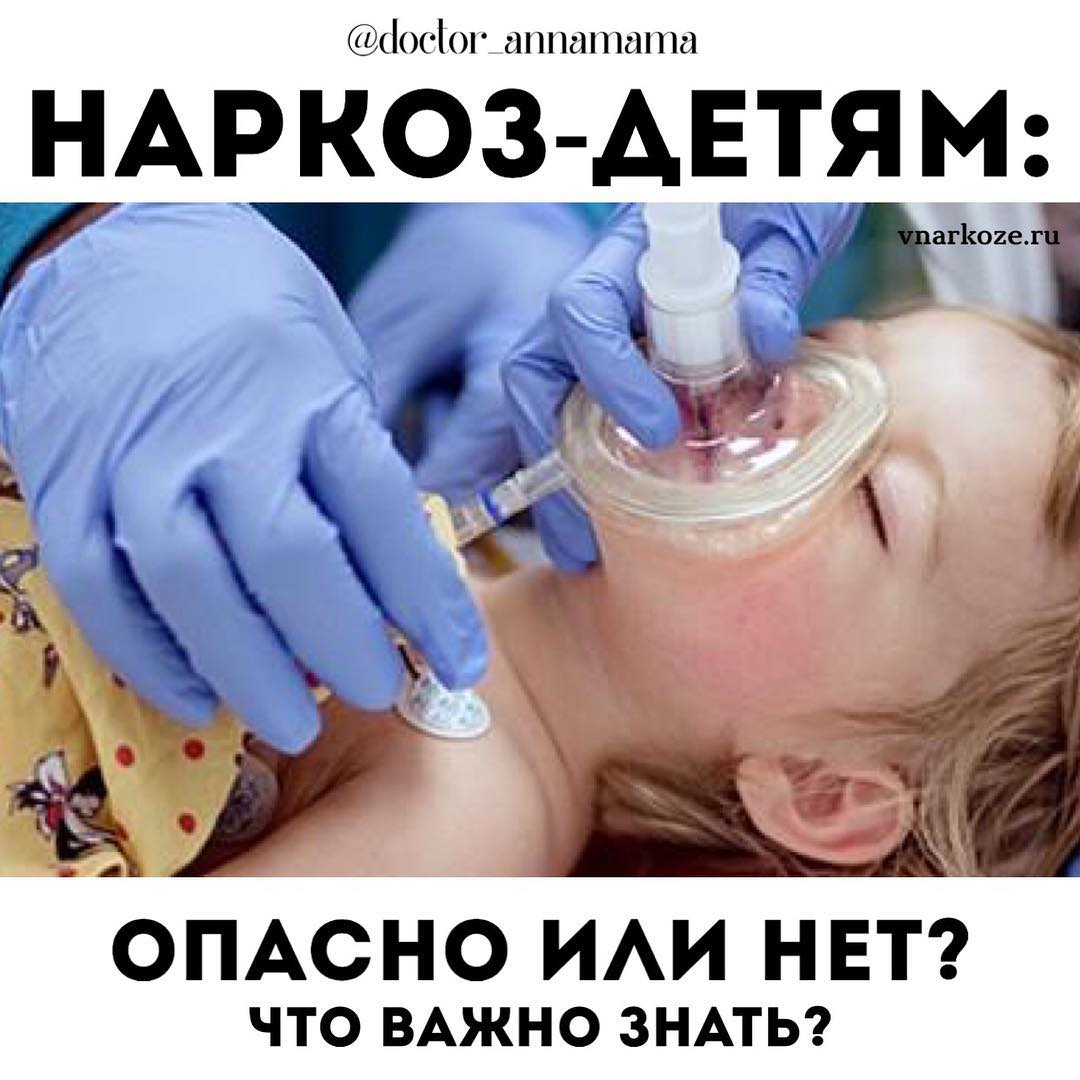 @doctor_annamama
НАРКОЗ-ДЕТЯМ:
vnarkoze.ru
ОПАСНО ИЛИ НЕТ?
ЧТО ВАЖНО ЗНАТЬ?